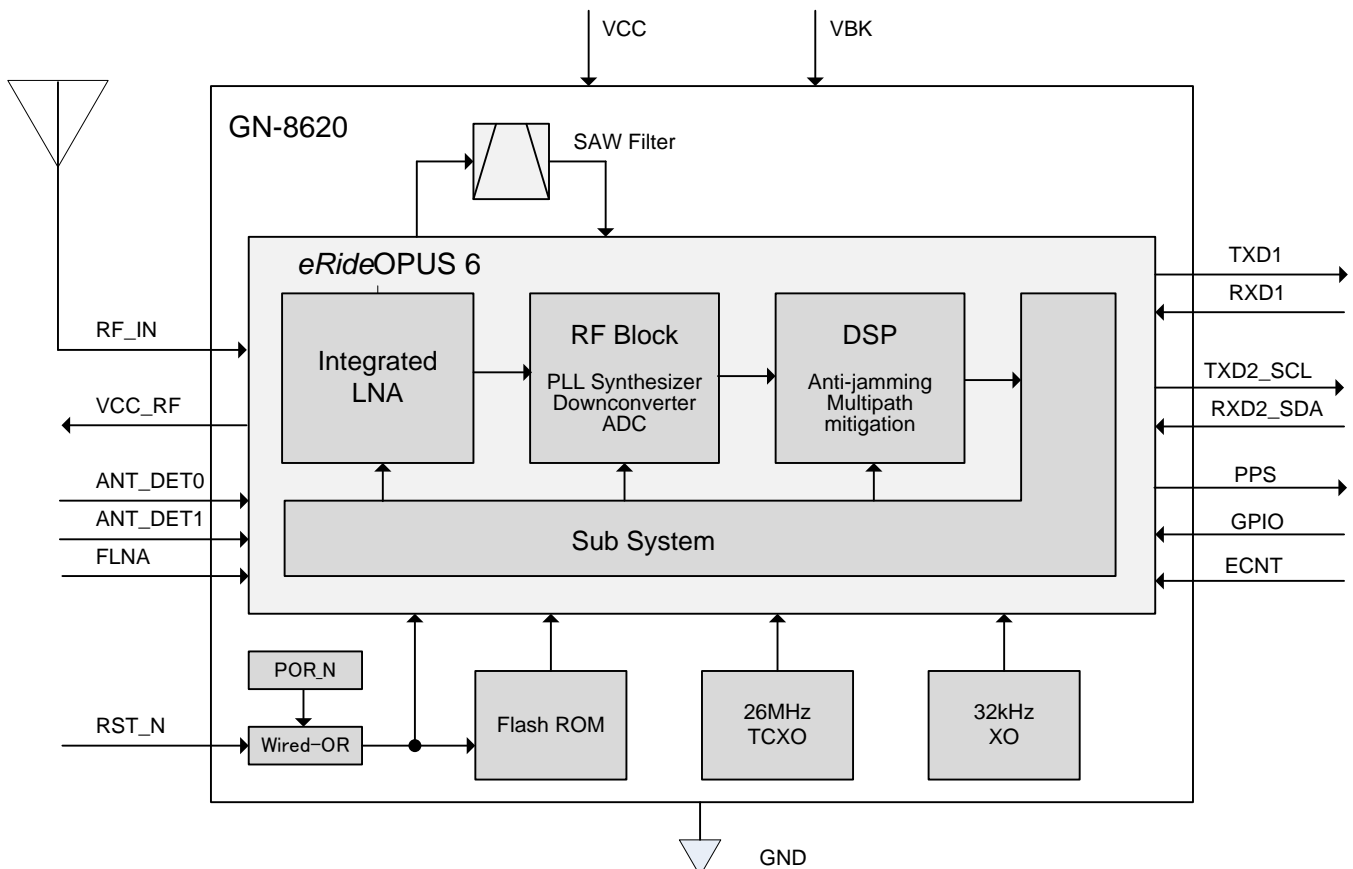 VCC
VBK
GN-8620
SAW Filter
eRideOPUS 6
TXD1
RXD1
RF_IN
Integrated
LNA
RF Block
PLL Synthesizer
Downconverter
ADC
DSP
Anti-jamming
Multipath
mitigation
TXD2_SCL
VCC_RF
RXD2_SDA
ANT_DET0
PPS
ANT_DET1
GPIO
Sub System
FLNA
ECNT
POR_N
RST_N
Wired-OR
Flash ROM
26MHz
TCXO
32kHz
XO
GND